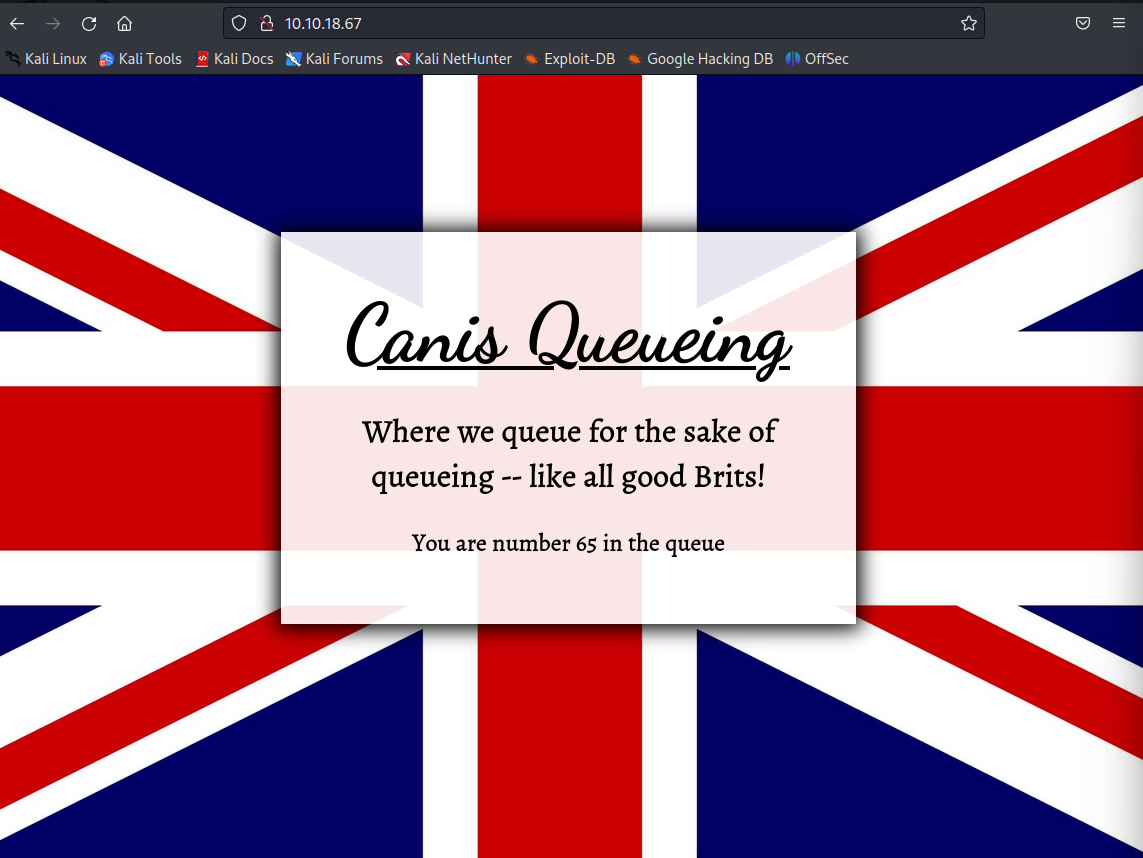 10.10.18.67
Kali Linux Kali Tools Kali Docs Kali Forums Kali NetHunter Exploit-DB Google Hacking DB OffSec
Canis Queueing
Where we queue for the sake of
queueing -- like all good Brits!
You are number 65 in the queue